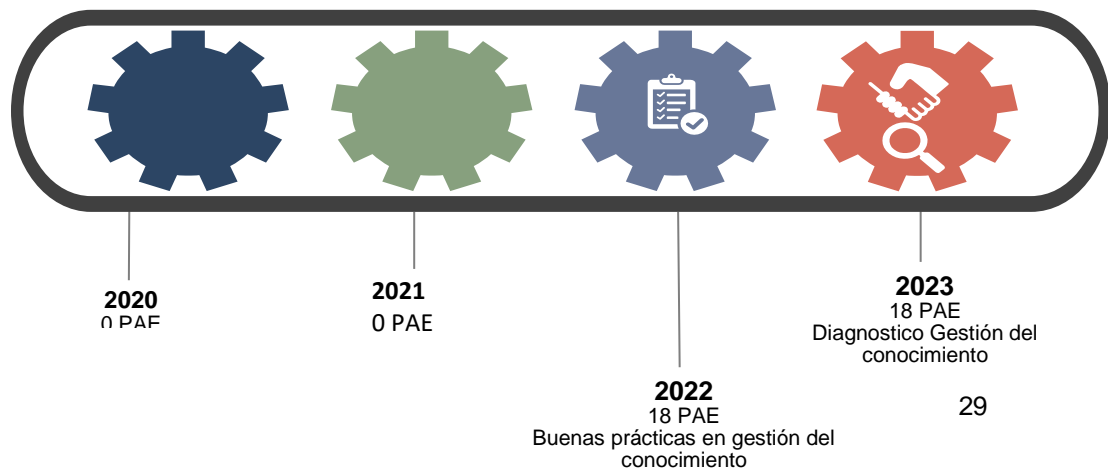 2020
0 PAE
2021
0 PAE
2022
18 PAE
Buenas prácticas en gestión del
conocimiento
2023
18 PAE
Diagnostico Gestión del
conocimiento
29